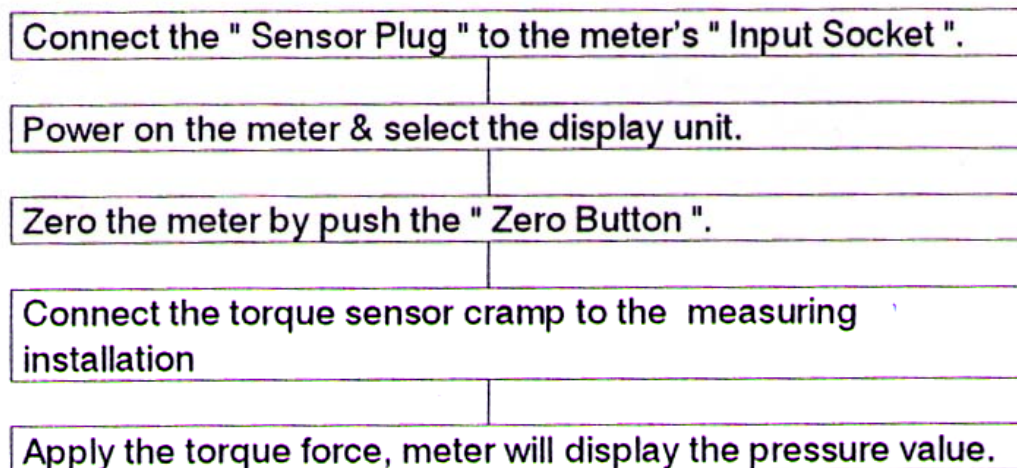 Connect the " Sensor Plug " to the meter's " Input Socket ".
Power on the meter & select the display unit.
Zero the meter by push the " Zero Button ".
Connect the torque sensor cramp to the measuring
installation
Apply the torque force, meter will display the pressure value.